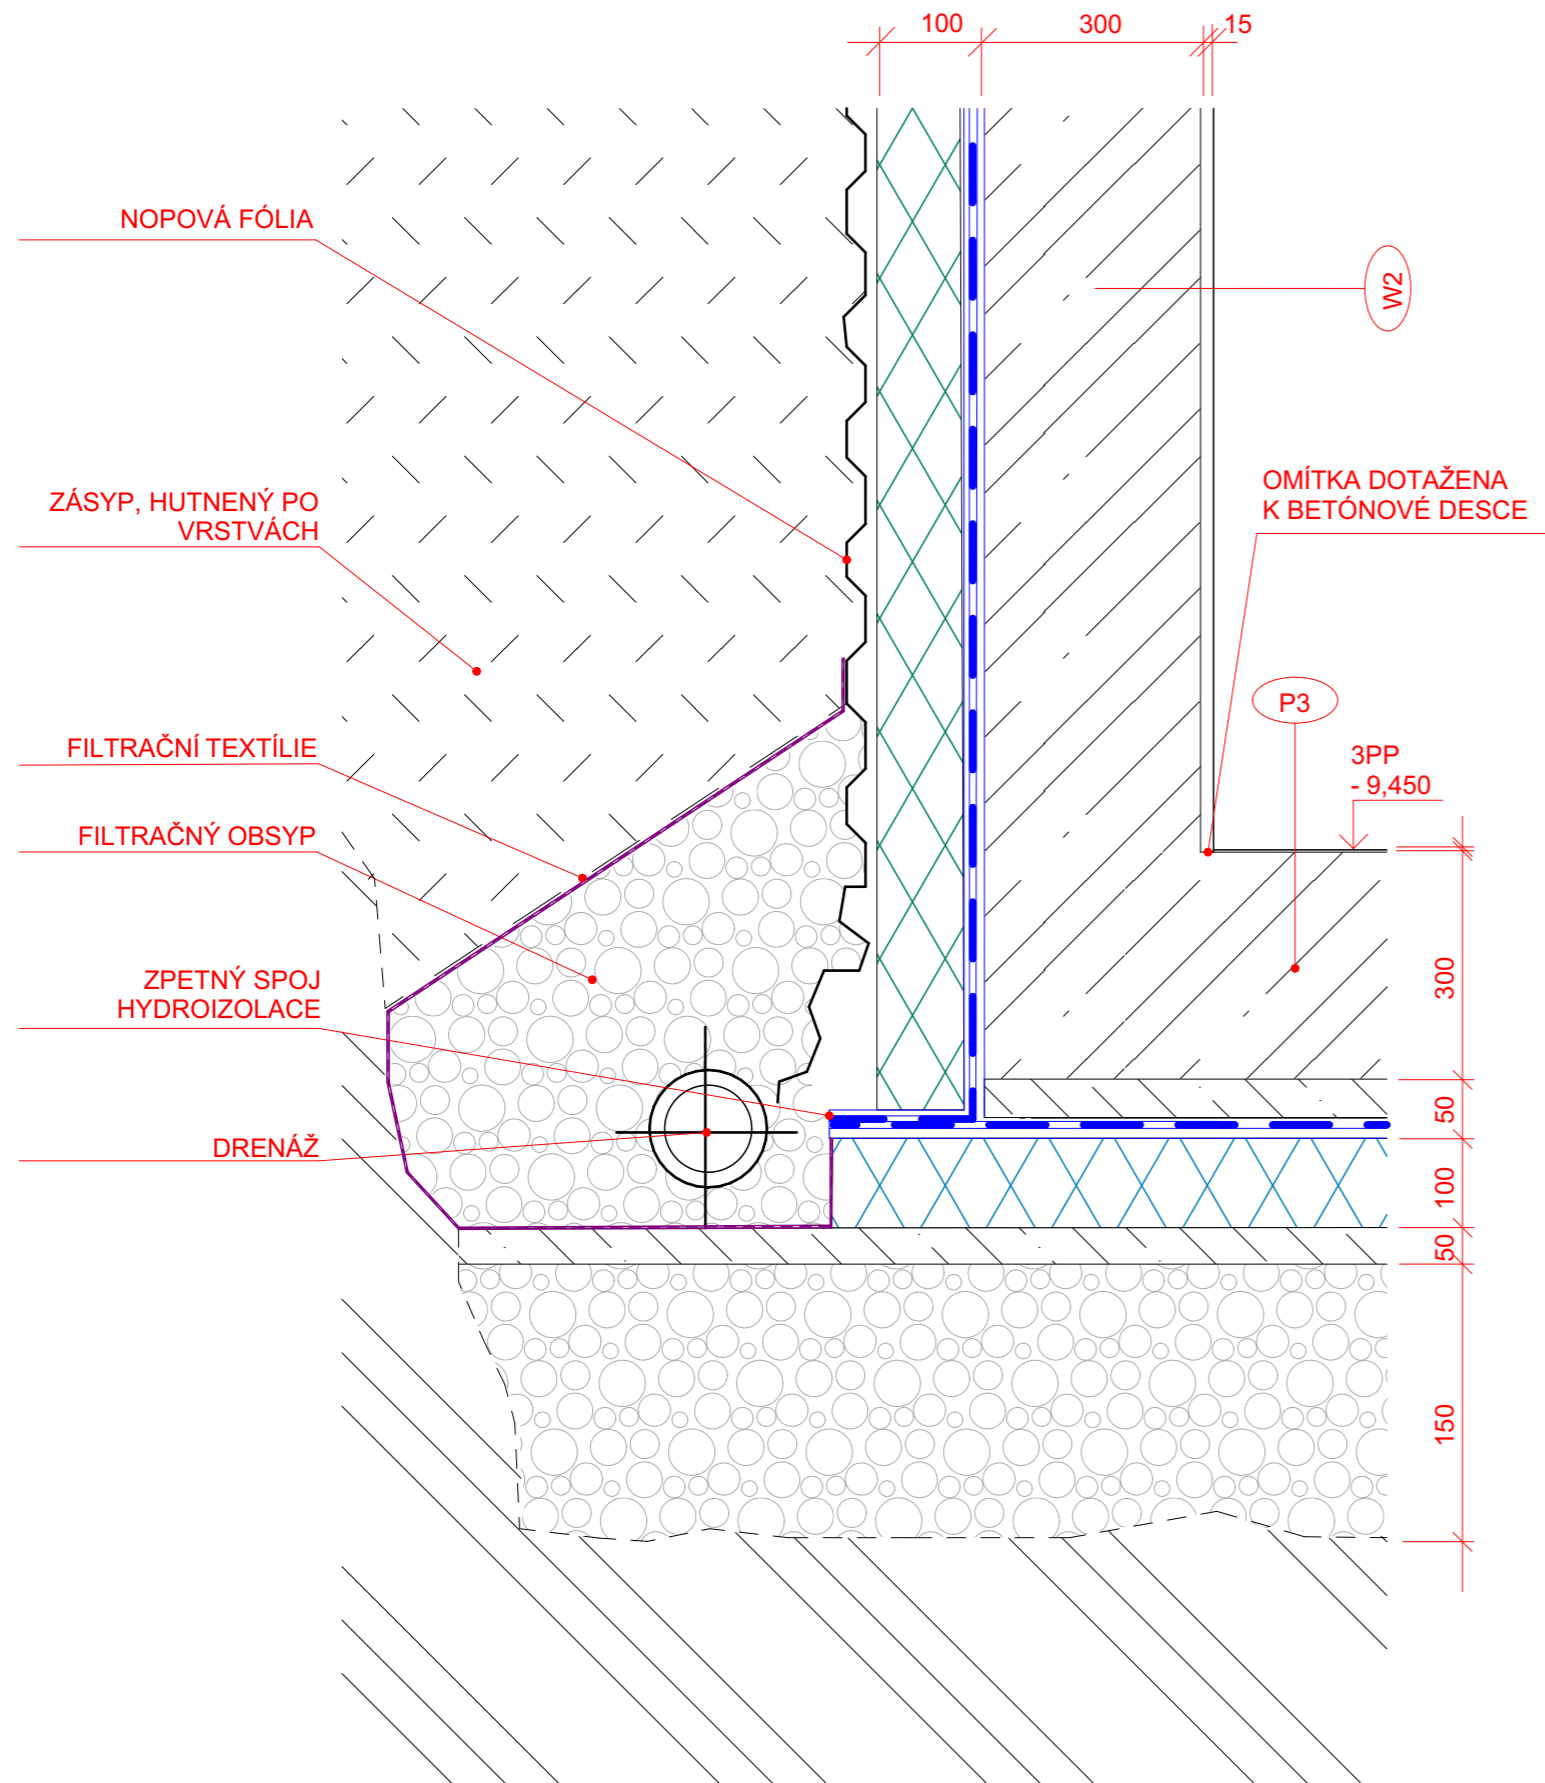 100
300
15
NOPOVÁ FÓLIA
W2
OMÍTKA DOTAŽENA
K BETÓNOVÉ DESCE
ZÁSYP, HUTNENÝ PO
VRSTVÁCH
P3
FILTRAČNÍ TEXTÍLIE
3PP
- 9,450
FILTRAČNÝ OBSYP
ZPETNÝ SPOJ
HYDROIZOLACE
300
50
DRENÁŽ
100
50
150